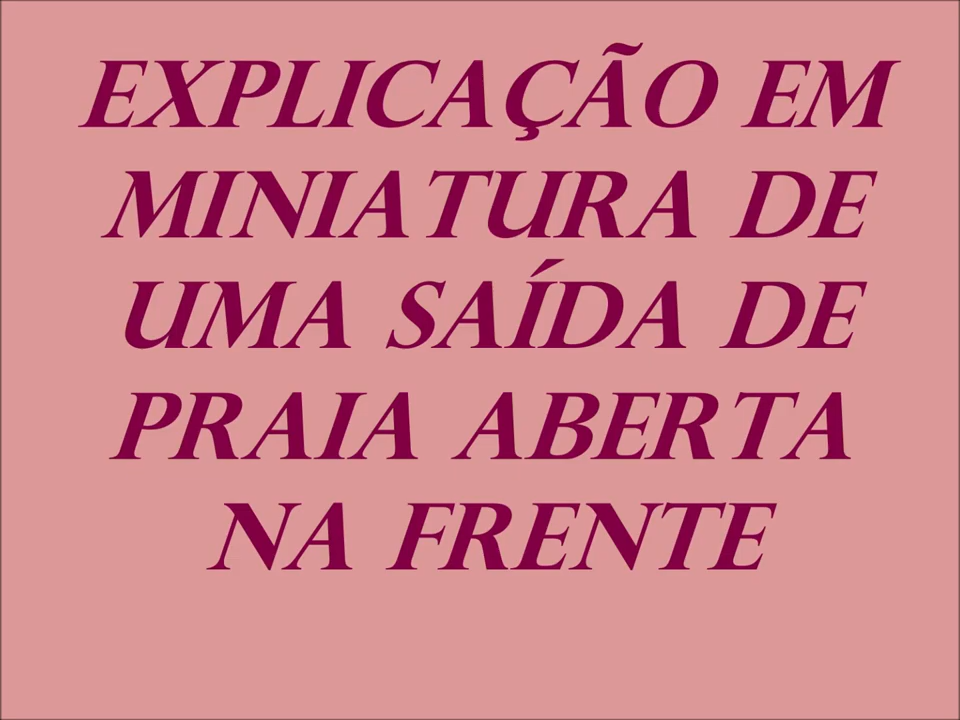 EXPLICAÇÃO EM
MINIATURA DE
UMA SAÍDA DE
PRAIA ABERTA
NA FRENTE